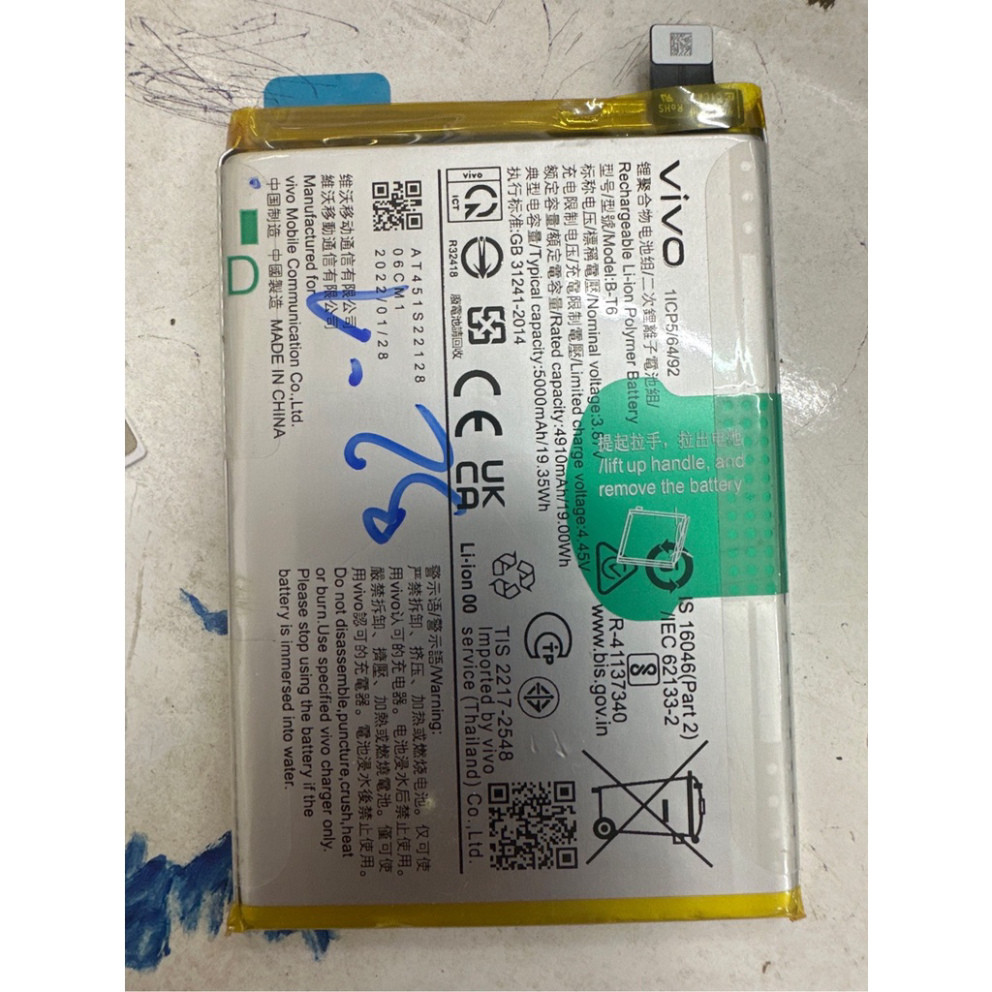 vivo 1ICP5/64/92
锂聚合物电池组/二次鋰離子電池組/
Rechargeable Li-ion Polymer Battery
型号/型號/Model:B-T6
标称电压/標稱電壓/Nominal voltage:3.87V
充电限制电压/充電限制電壓/Limited charge voltage:4.45V
额定容量/額定電容量/Rated capacity:4910mAh/19.00Wh
典型电容量/Typical capacity:5000mAh/19.35Wh
执行标准:GB 31241-2014
提起拉手，拉出电池
/lift up handle, and
remove the battery
IS 16046(Part 2)
/IEC 62133-2
R-41137340
www.bis.gov.in
vivo
ICT
R32418
廢電池請回收
CE
UK
CA
TIP
Li-ion 00
TIS 2217-2548
Imported by vivo
service (Thailand) Co.,Ltd.
AT451S22128
06CM1
2022/01/28
维沃移动通信有限公司
維沃移動通信有限公司
Manufactured for
vivo Mobile Communication Co.,Ltd.
中国制造 中國製造 MADE IN CHINA
警示语/警示語/Warning:
严禁拆卸、挤压、加热或燃烧电池。仅可使
用vivo认可的充电器。电池浸水后禁止使用。
嚴禁拆卸、擠壓、加熱或燃燒電池。僅可使
用vivo認可的充電器。電池浸水後禁止使用。
Do not disassemble,puncture,crush,heat
or burn.Use specified vivo charger only.
Please stop using the battery if the
battery is immersed into water.
D
RoHS